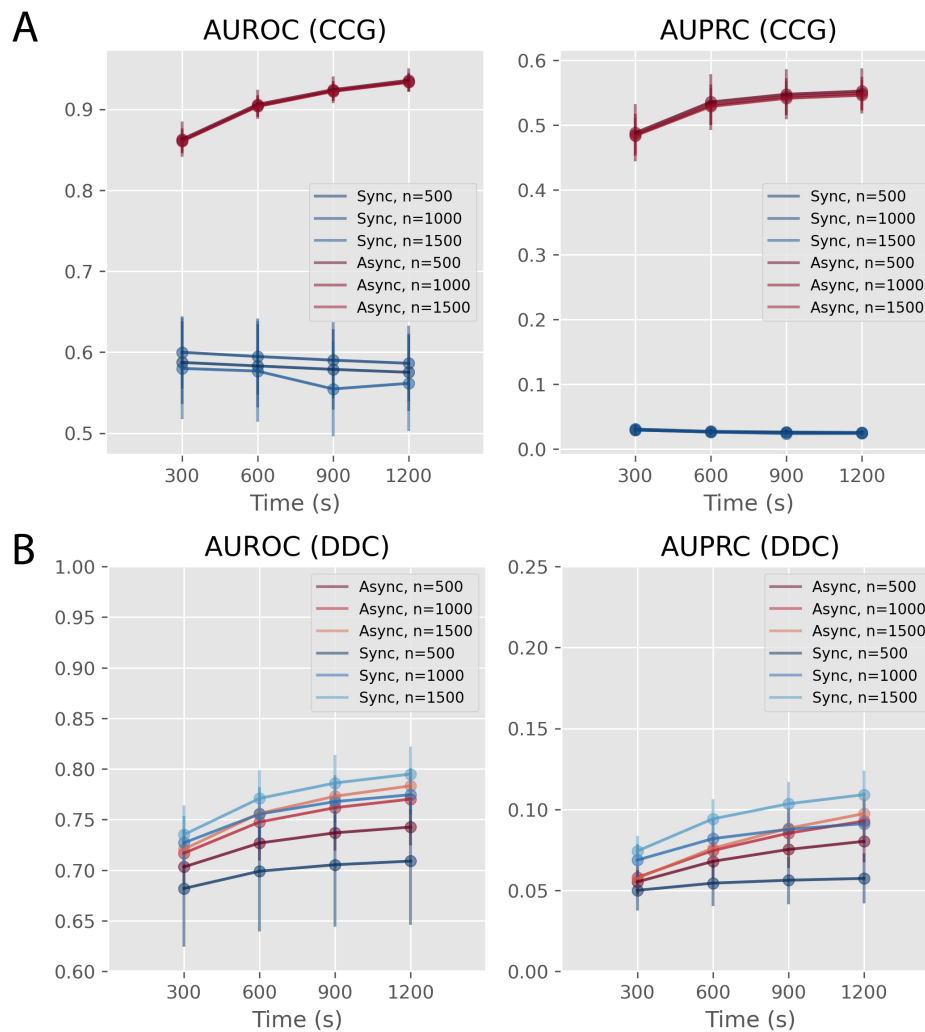 A
AUROC (CCG)
0.9
0.8
0.7
0.6
0.5
Sync, n=500
Sync, n=1000
Sync, n=1500
Async, n=500
Async, n=1000
Async, n=1500
300 600 900 1200
Time (s)
AUPRC (CCG)
0.6
0.5
0.4
0.3
0.2
0.1
0.0
Sync, n=500
Sync, n=1000
Sync, n=1500
Async, n=500
Async, n=1000
Async, n=1500
300 600 900 1200
Time (s)
B
AUROC (DDC)
1.00
0.95
0.90
0.85
0.80
0.75
0.70
0.65
0.60
Async, n=500
Async, n=1000
Async, n=1500
Sync, n=500
Sync, n=1000
Sync, n=1500
300 600 900 1200
Time (s)
AUPRC (DDC)
0.25
0.20
0.15
0.10
0.05
0.00
Async, n=500
Async, n=1000
Async, n=1500
Sync, n=500
Sync, n=1000
Sync, n=1500
300 600 900 1200
Time (s)